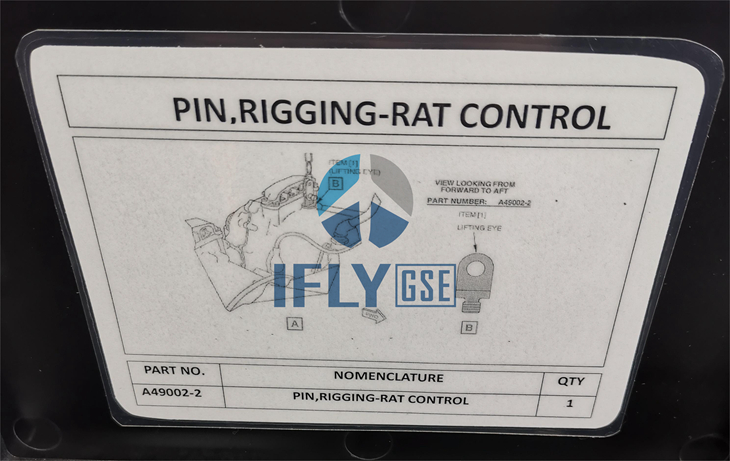 PIN,RIGGING-RAT CONTROL
ITEM [1]
LIFTING EYE)
B
VIEW LOOKING FROM
FORWARD TO AFT
PART NUMBER: A49002-2
ITEM[1]
LIFTING EYE
IFLY GSE
A
FWD
B
PART NO. NOMENCLATURE QTY
A49002-2 PIN,RIGGING-RAT CONTROL 1